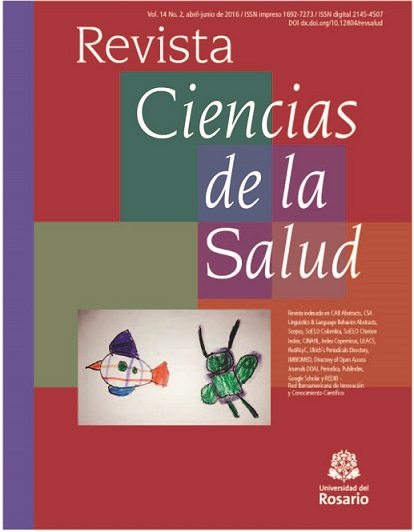 Vol. 14 No. 2, abril-junio de 2016 / ISSN impreso 1692-7273 / ISSN digital 2145-4507
DOI dx.doi.org/10.12804/revsalud
Revista
Ciencias
de la
Salud
Revista indexada en CAB Abstracts, CSA
Linguistics & Language Behavior Abstracts,
Scopus, SciELO Colombia, SciELO Citation
Index, CINAHL, Index Copernicus, LILACS,
RedALyC, Ulrich's Periodicals Directory,
IMBIOMED, Directory of Open Access
Journals DOAJ, Periodica, Publindex,
Google Scholar y REDIB -
Red Iberoamericana de Innovación
y Conocimiento Científico
Universidad del
Rosario